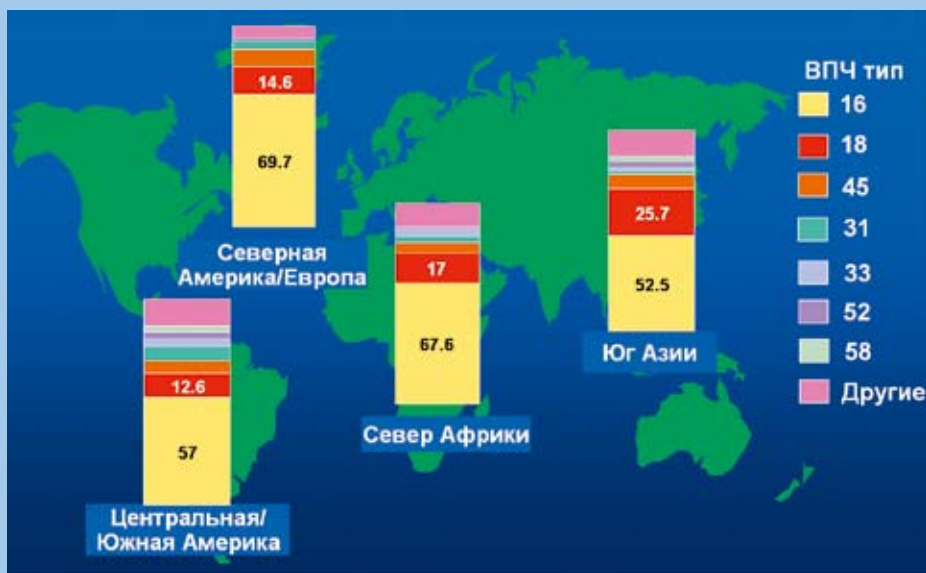 14.6
69.7
Северная
Америка/Европа
12.6
57
Центральная/
Южная Америка
17
67.6
Север Африки
25.7
52.5
Юг Азии
ВПЧ тип
16
18
45
31
33
52
58
Другие